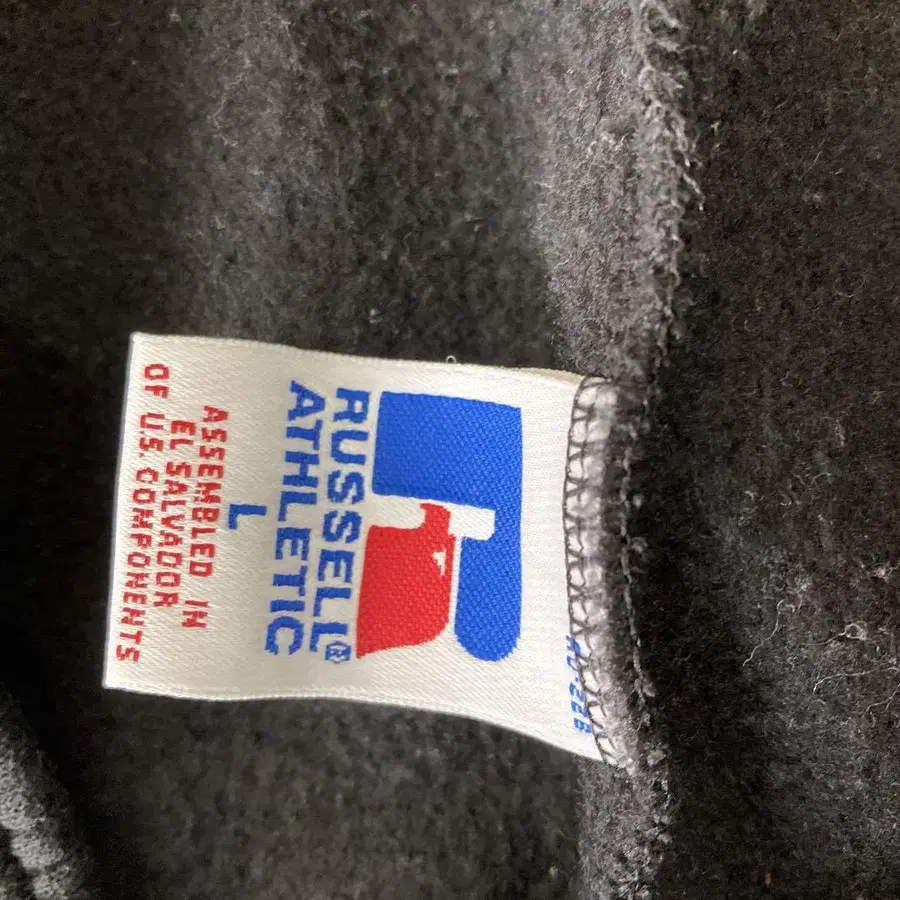 RUSSELL®
ATHLETIC
L
ASSEMBLED IN
EL SALVADOR
OF U.S. COMPONENTS